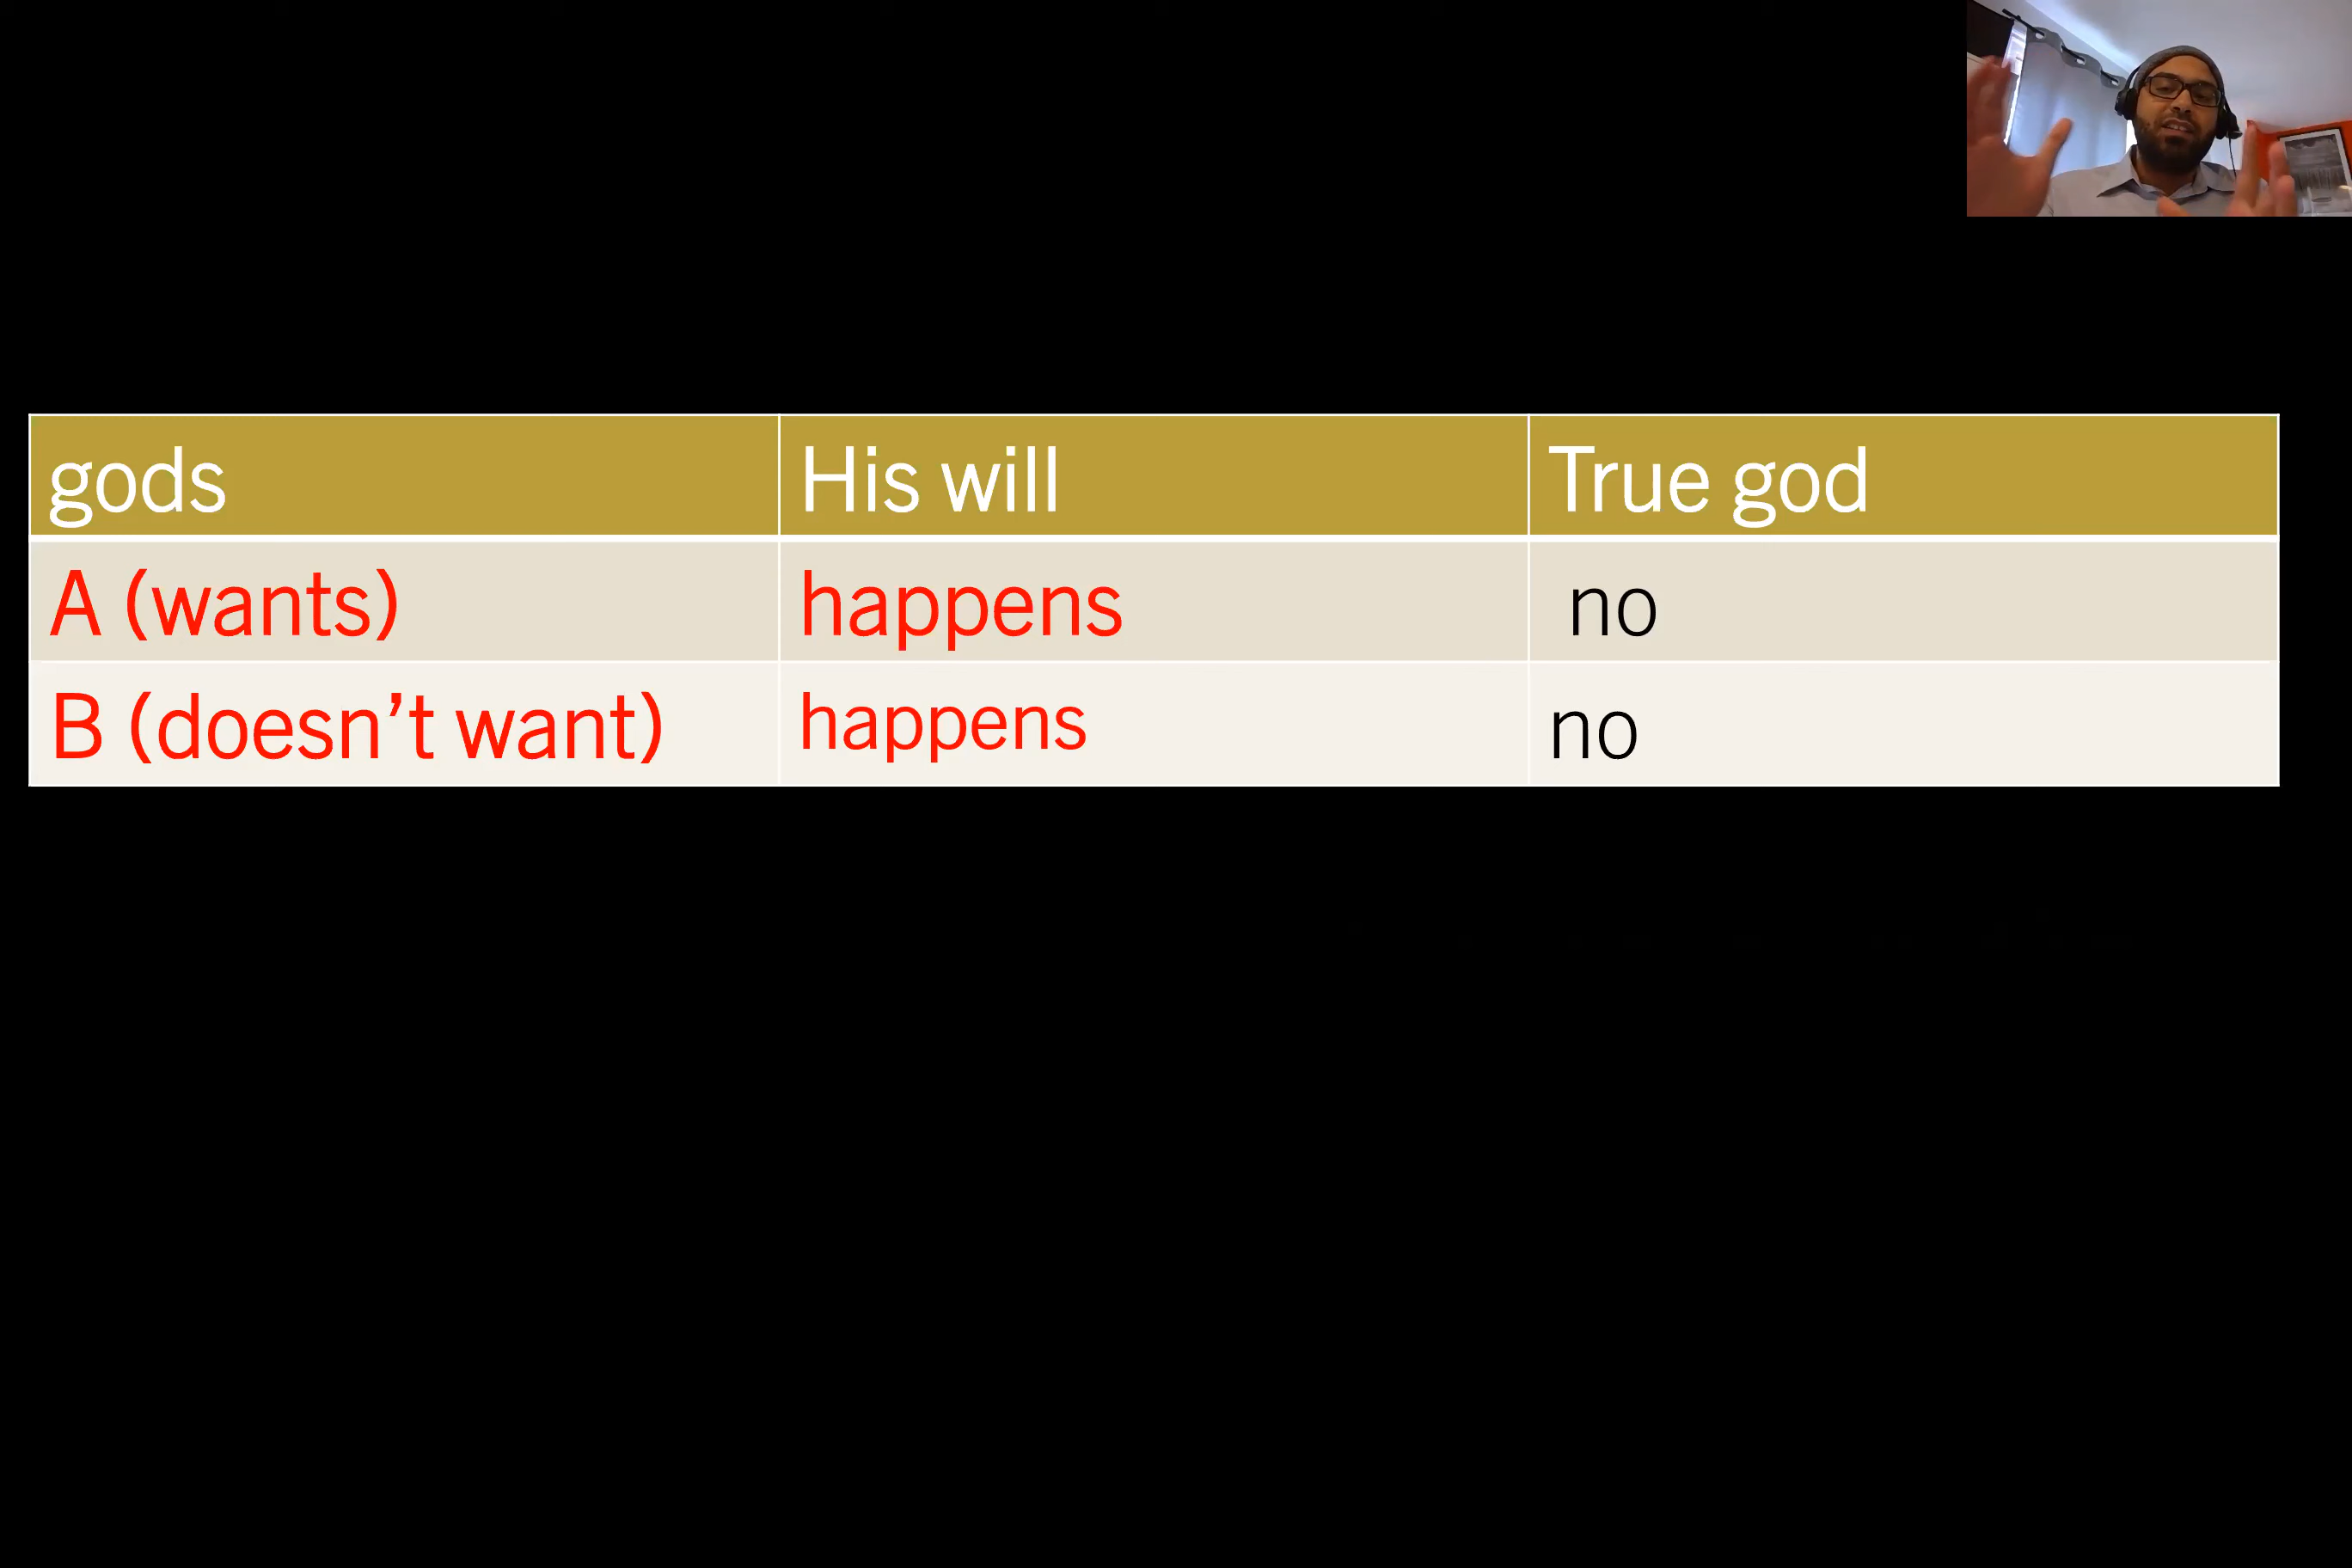 gods His will True god
A (wants) happens no
B (doesn’t want) happens no